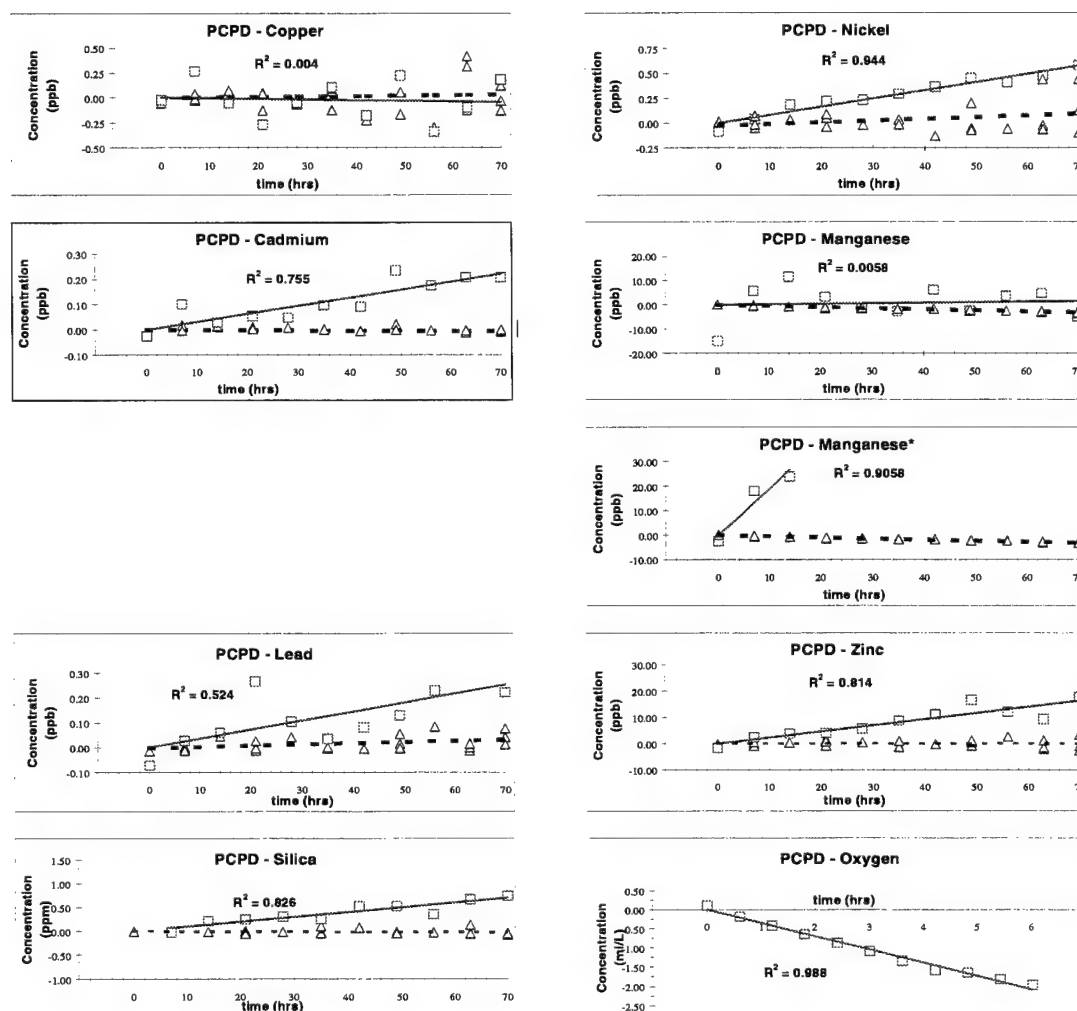 PCPD - Copper
R² = 0.004
Concentration
(ppb)
0.50
0.25
0.00
-0.25
-0.50
0 10 20 30 40 50 60 70
time (hrs)
PCPD - Nickel
R² = 0.944
Concentration
(ppb)
0.75
0.50
0.25
0.00
-0.25
0 10 20 30 40 50 60 70
time (hrs)
PCPD - Cadmium
R² = 0.755
Concentration
(ppb)
0.30
0.20
0.10
0.00
-0.10
0 10 20 30 40 50 60 70
time (hrs)
PCPD - Manganese
R² = 0.0058
Concentration
(ppb)
20.00
10.00
0.00
-10.00
-20.00
0 10 20 30 40 50 60 70
time (hrs)
PCPD - Manganese*
R² = 0.9058
Concentration
(ppb)
30.00
20.00
10.00
0.00
-10.00
0 10 20 30 40 50 60 70
time (hrs)
PCPD - Lead
R² = 0.524
Concentration
(ppb)
0.30
0.20
0.10
0.00
-0.10
0 10 20 30 40 50 60 70
time (hrs)
PCPD - Zinc
R² = 0.814
Concentration
(ppb)
30.00
20.00
10.00
0.00
-10.00
0 10 20 30 40 50 60 70
time (hrs)
PCPD - Silica
R² = 0.826
Concentration
(ppm)
1.50
1.00
0.50
0.00
-0.50
-1.00
0 10 20 30 40 50 60 70
time (hrs)
PCPD - Oxygen
time (hrs)
0 1 2 3 4 5 6
Concentration
(ml/L)
0.50
0.00
-0.50
-1.00
-1.50
-2.00
-2.50
R² = 0.988